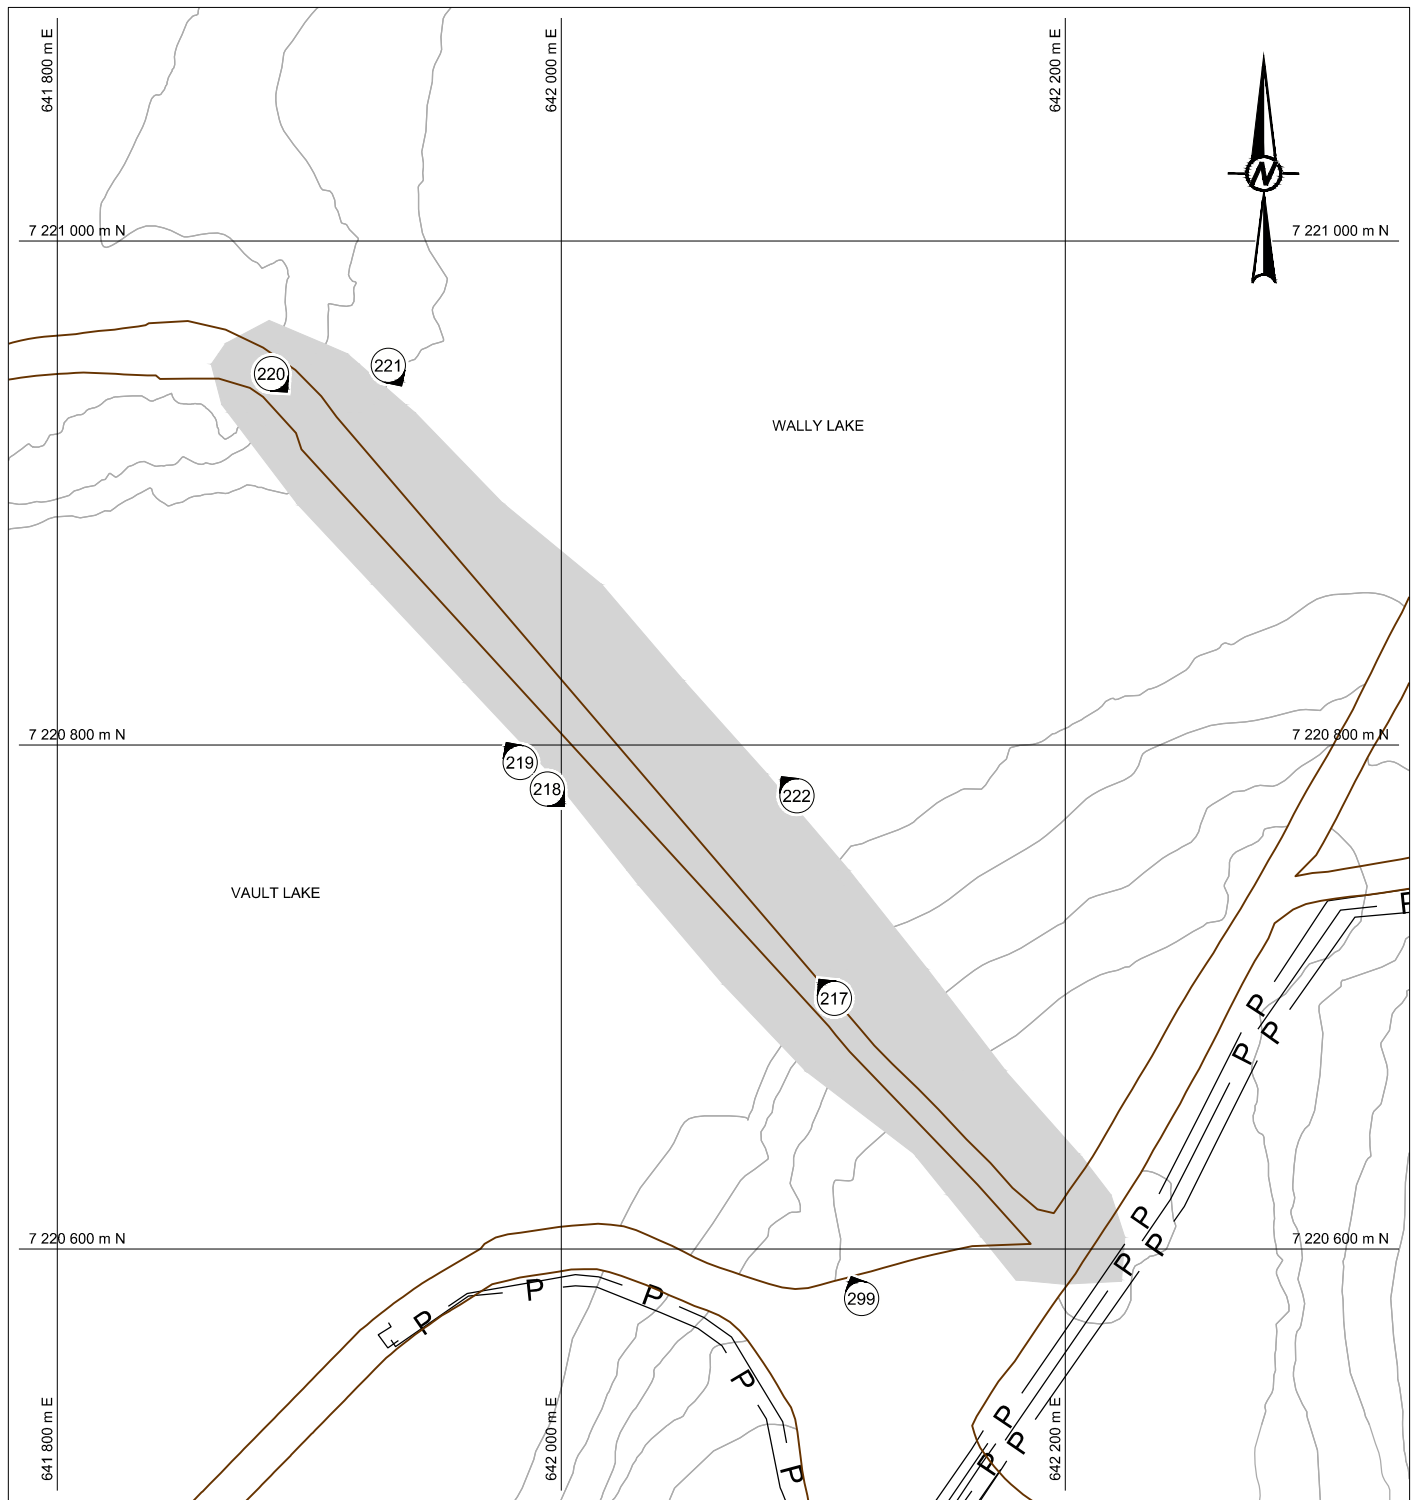 641 800 m E
642 000 m E
642 200 m E
N
7 221 000 m N
7 221 000 m N
221
220
WALLY LAKE
7 220 800 m N
7 220 800 m N
219
218
222
VAULT LAKE
P
217
P
P
P
P
P
7 220 600 m N
7 220 600 m N
P
P
P
299
P
P
P
P
P
P
641 800 m E
642 000 m E
642 200 m E
P
P